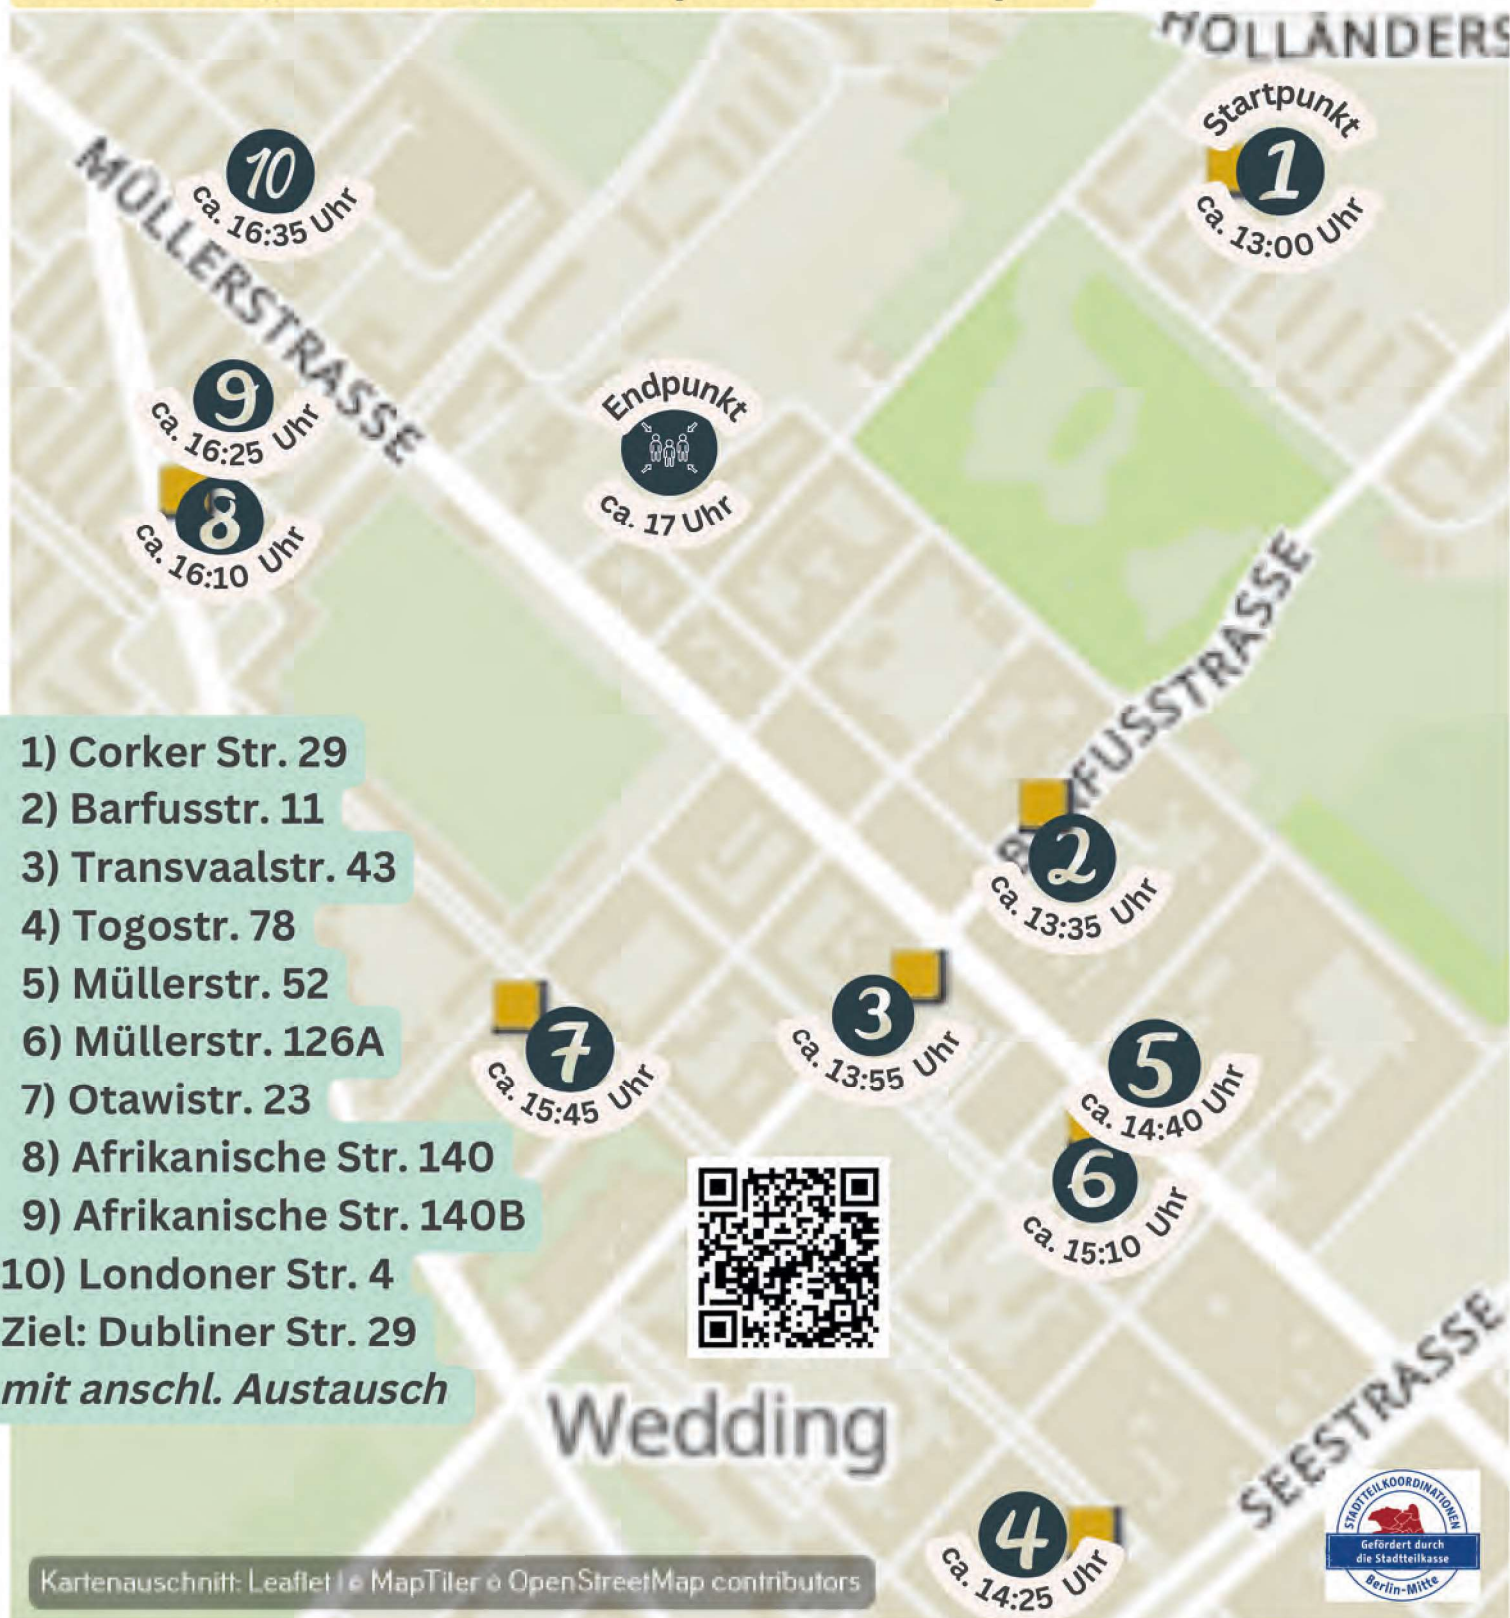 HOLLÄNDERS
Startpunkt
1
ca. 13:00 Uhr
10
ca. 16:35 Uhr
MÜLLERSTRASSE
9
ca. 16:25 Uhr
8
ca. 16:10 Uhr
Endpunkt
ca. 17 Uhr
FUSSTRASSE
2
ca. 13:35 Uhr
3
ca. 13:55 Uhr
7
ca. 15:45 Uhr
5
ca. 14:40 Uhr
6
ca. 15:10 Uhr
1) Corker Str. 29
2) Barfusstr. 11
3) Transvaalstr. 43
4) Togostr. 78
5) Müllerstr. 52
6) Müllerstr. 126A
7) Otawistr. 23
8) Afrikanische Str. 140
9) Afrikanische Str. 140B
10) Londoner Str. 4
Ziel: Dubliner Str. 29
mit anschl. Austausch
Wedding
SEESTRASSE
4
ca. 14:25 Uhr
STADTTEILKOORDINATIONEN
Gefördert durch
die Stadtteilkasse
Berlin-Mitte
Kartenauschnitt: Leaflet | © MapTiler © OpenStreetMap contributors